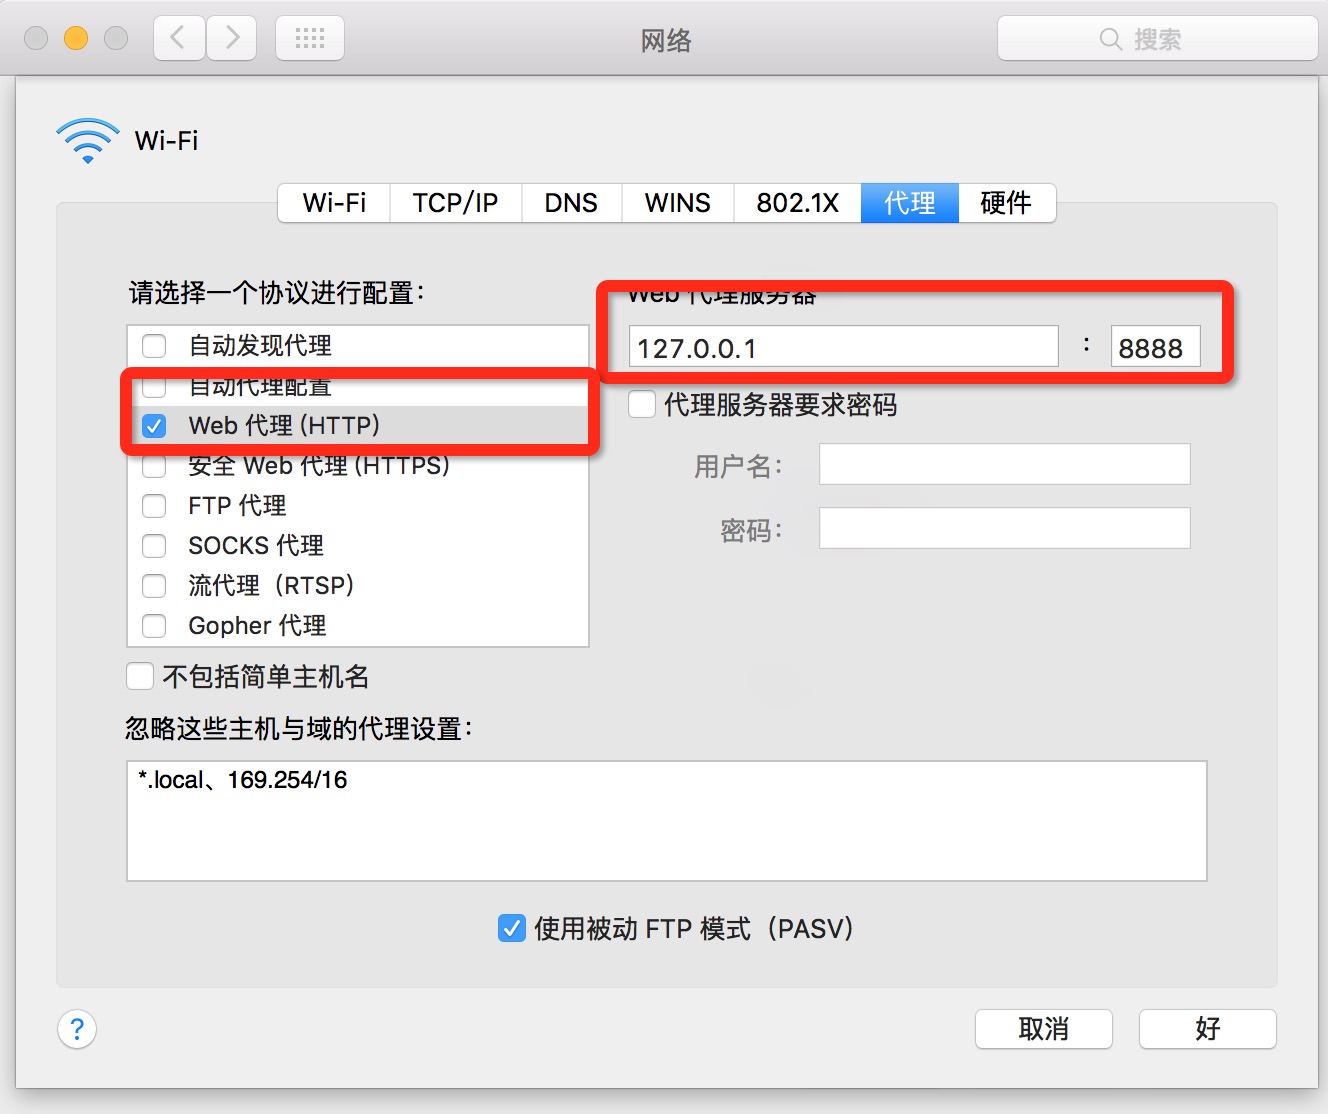 网络
搜索
Wi-Fi
Wi-Fi TCP/IP DNS WINS 802.1X 代理 硬件
请选择一个协议进行配置：
自动发现代理
自动代理配置
Web 代理 (HTTP)
安全 Web 代理 (HTTPS)
FTP 代理
SOCKS 代理
流代理（RTSP）
Gopher 代理
Web 代理服务器
127.0.0.1 : 8888
代理服务器要求密码
用户名：
密码：
不包括简单主机名
忽略这些主机与域的代理设置：
*.local、169.254/16
使用被动 FTP 模式（PASV）
?
取消
好